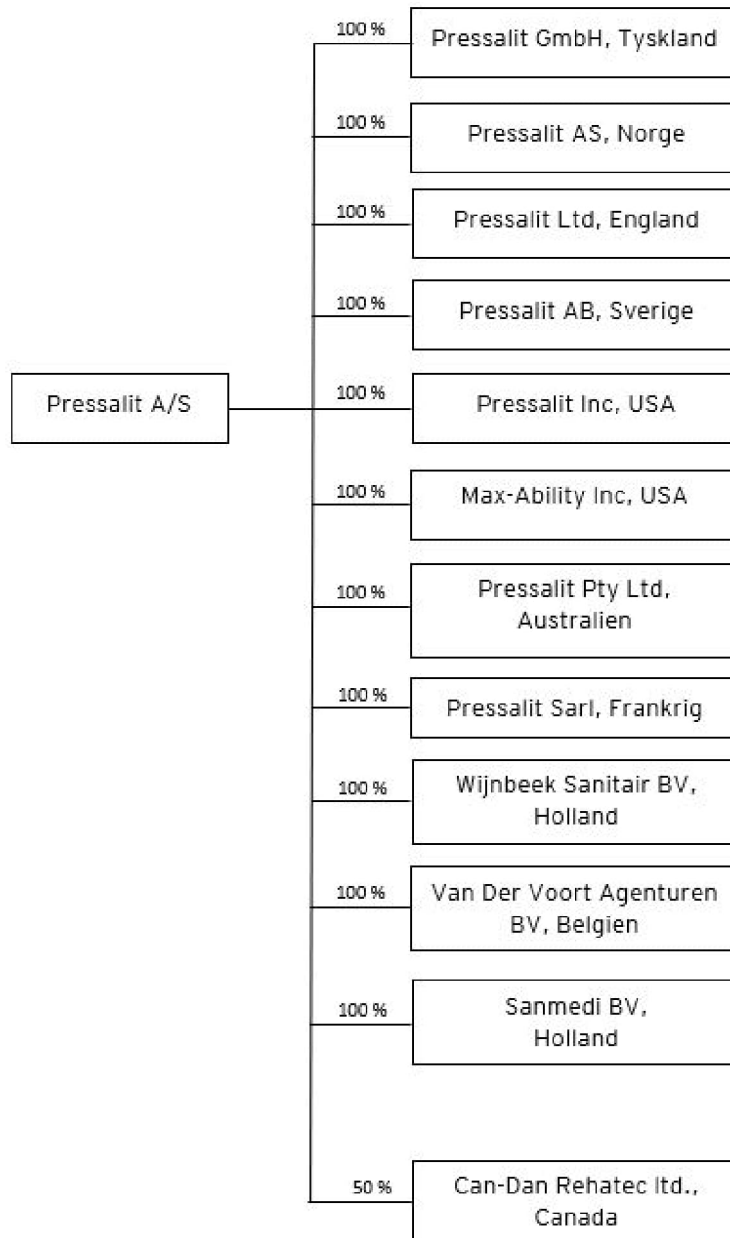 100 %
Pressalit GmbH, Tyskland
100 %
Pressalit AS, Norge
100 %
Pressalit Ltd, England
100 %
Pressalit AB, Sverige
Pressalit A/S
100 %
Pressalit Inc, USA
100 %
Max-Ability Inc, USA
100 %
Pressalit Pty Ltd,
Australien
100 %
Pressalit Sarl, Frankrig
100 %
Wijnbeek Sanitair BV,
Holland
100 %
Van Der Voort Agenturen
BV, Belgien
100 %
Sanmedi BV,
Holland
50 %
Can-Dan Rehatec ltd.,
Canada